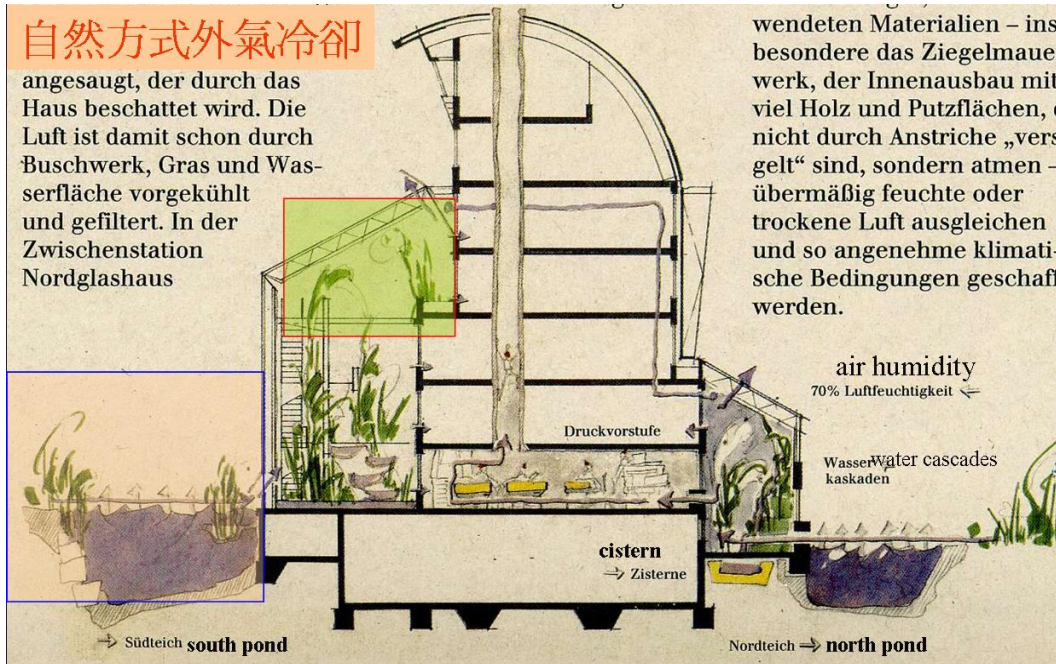 自然方式外氣冷卻
angesaugt, der durch das
Haus beschattet wird. Die
Luft ist damit schon durch
Buschwerk, Gras und Was-
serfläche vorgekühlt
und gefiltert. In der
Zwischenstation
Nordglashaus
wendeten Materialien – ins
besondere das Ziegelmaue
werk, der Innenausbau mit
viel Holz und Putzflächen,
nicht durch Anstriche „vers
gelt“ sind, sondern atmen –
übermäßig feuchte oder
trockene Luft ausgleichen
und so angenehme klimati-
sche Bedingungen geschaff
werden.
air humidity
70% Luftfeuchtigkeit
Druckvorstufe
Wasser water cascades
kaskaden
cistern
Zisterne
Südteich south pond
Nordteich north pond